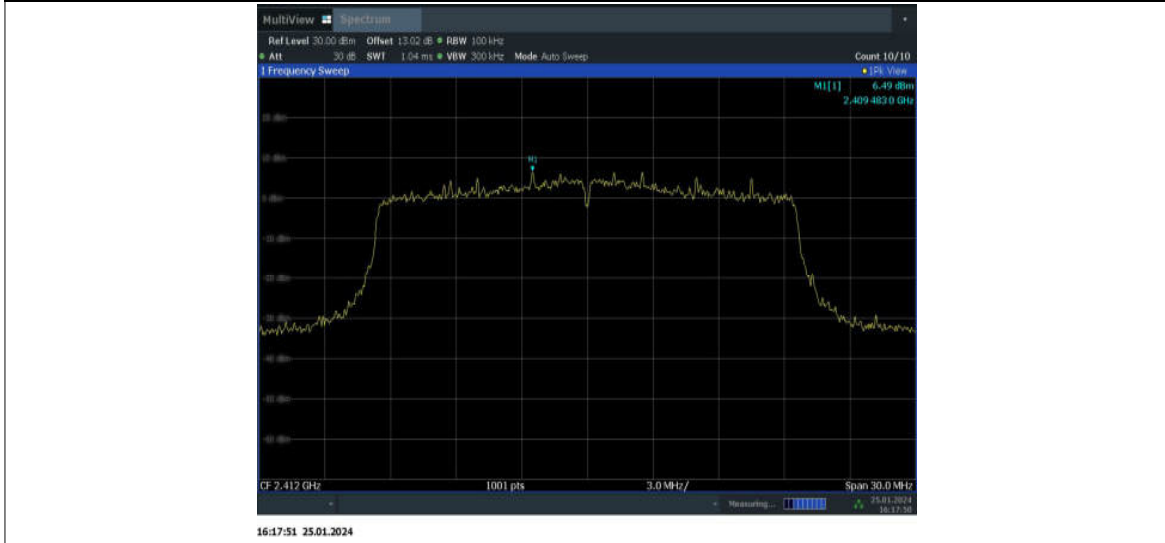 MultiView Spectrum
Ref Level 30.00 dBm Offset 13.02 dB RBW 100 kHz
Att 30 dB SWT 1.04 ms VBW 300 kHz Mode Auto Sweep Count 10/10
1 Frequency Sweep 1Pk View
M1[1] 6.49 dBm
2.409 483 0 GHz
M1
CF 2.412 GHz 1001 pts 3.0 MHz/ Span 30.0 MHz
Measuring... 25.01.2024
16:17:50
16:17:51 25.01.2024